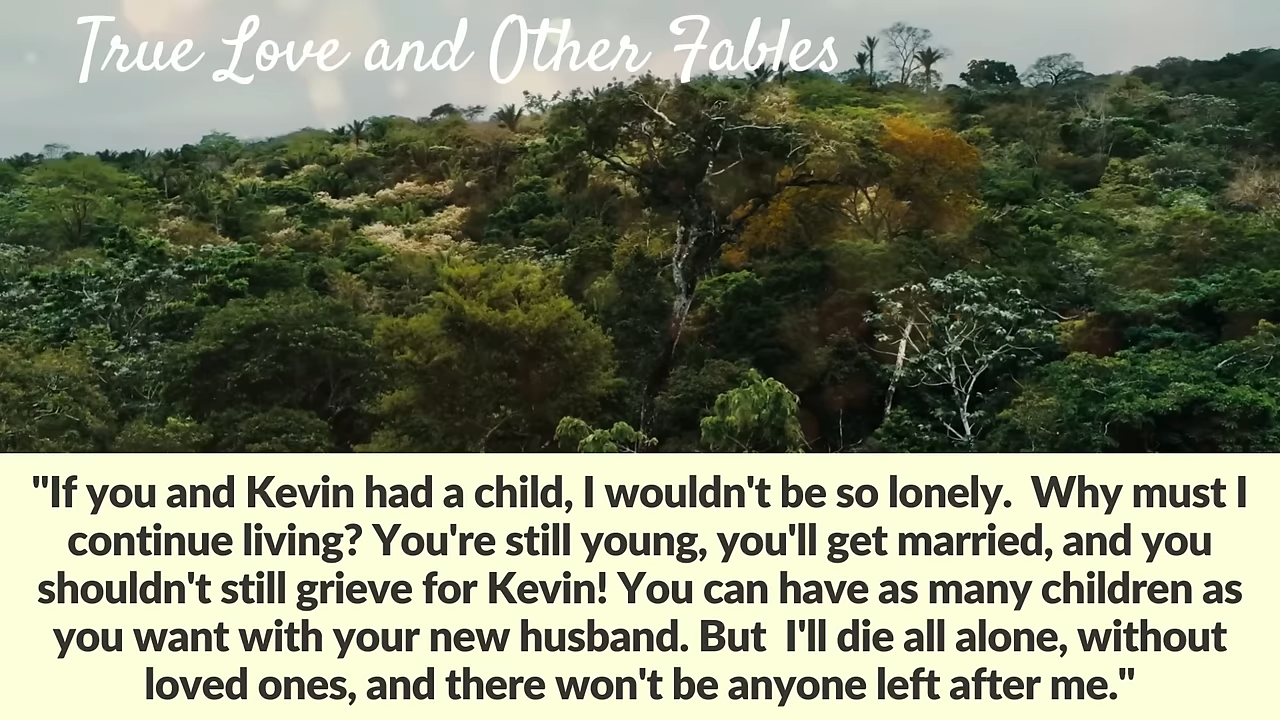 True Love and Other Fables
"If you and Kevin had a child, I wouldn't be so lonely.  Why must I
continue living? You're still young, you'll get married, and you
shouldn't still grieve for Kevin! You can have as many children as
you want with your new husband. But  I'll die all alone, without
loved ones, and there won't be anyone left after me."